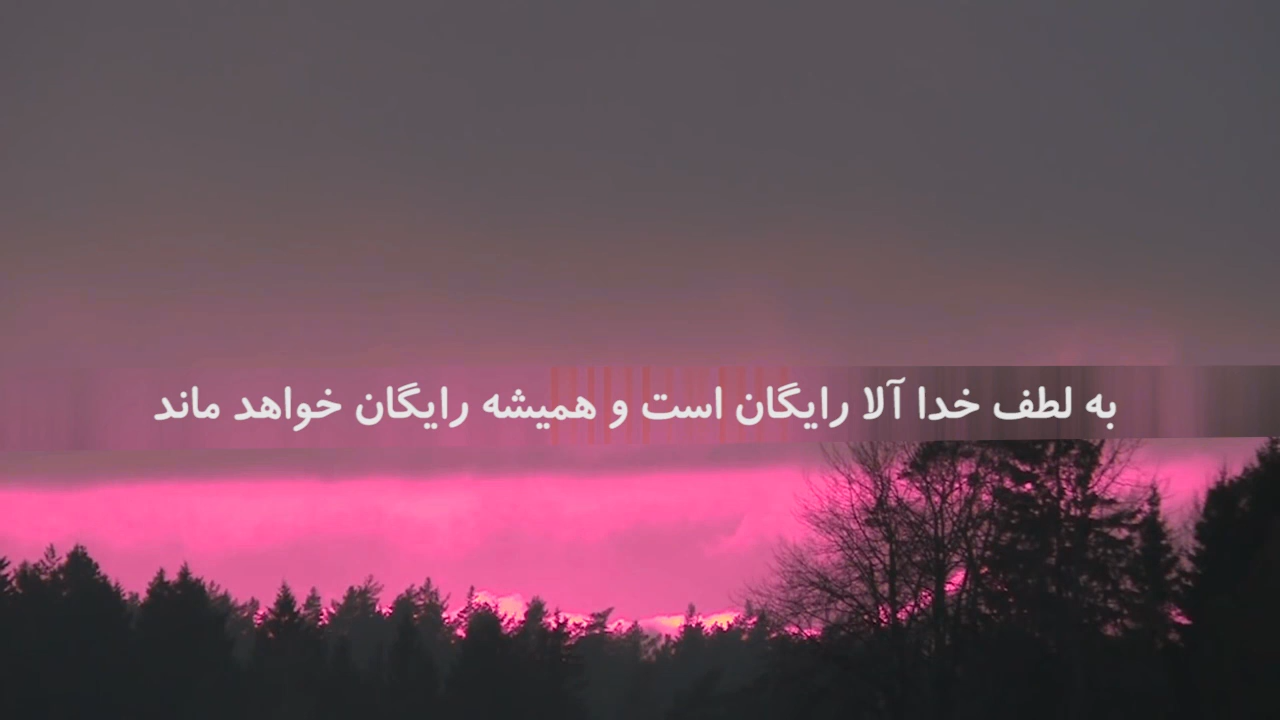 به لطف خدا آلا رایگان است و همیشه رایگان خواهد ماند